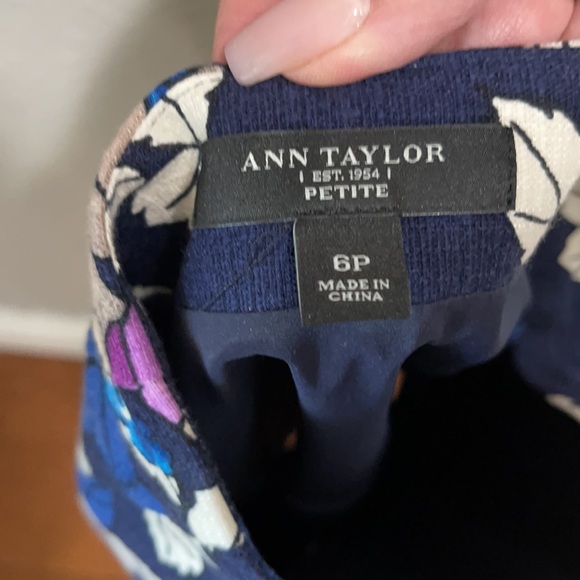 ANN TAYLOR
EST. 1954
PETITE
6P
MADE IN
CHINA